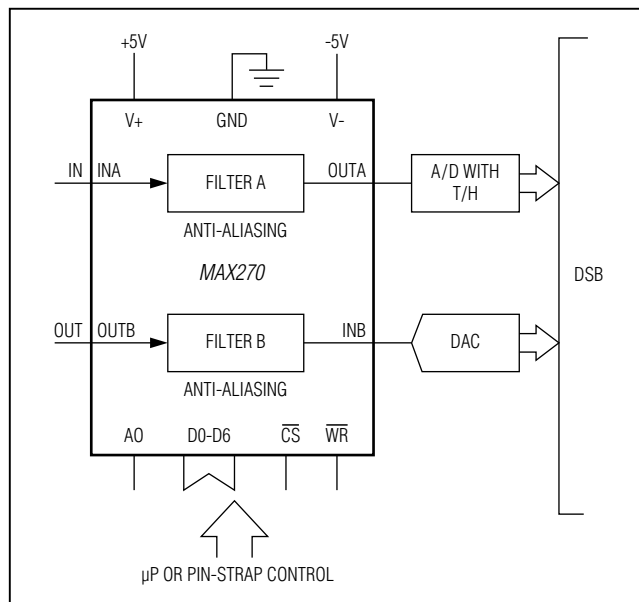 +5V
-5V
V+
GND
V-
IN
INA
FILTER A
OUTA
A/D WITH
T/H
ANTI-ALIASING
MAX270
DSB
OUT
OUTB
FILTER B
INB
DAC
ANTI-ALIASING
AO
D0-D6
CS
WR
µP OR PIN-STRAP CONTROL